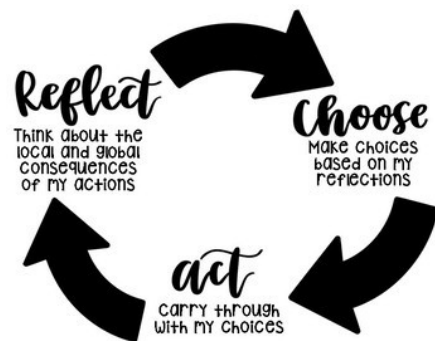 Reflect
Think about the
local and global
consequences
of my actions
Choose
Make choices
based on my
reflections
act
Carry through
with my choices